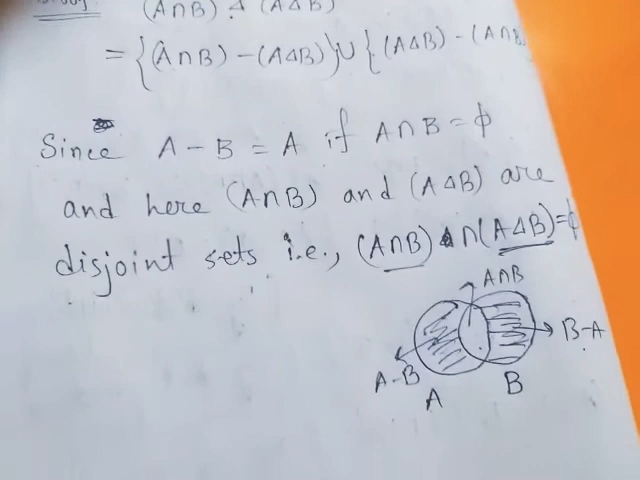 (A∩B) Δ (AΔB)
= {(A∩B) – (AΔB)} ∪ {(AΔB) – (A∩B
Since A – B = A if A∩B = ϕ
and here (A∩B) and (AΔB) are
disjoint sets i.e., (A∩B) ∩ (AΔB) = ϕ
A∩B
B-A
A-B
A
B